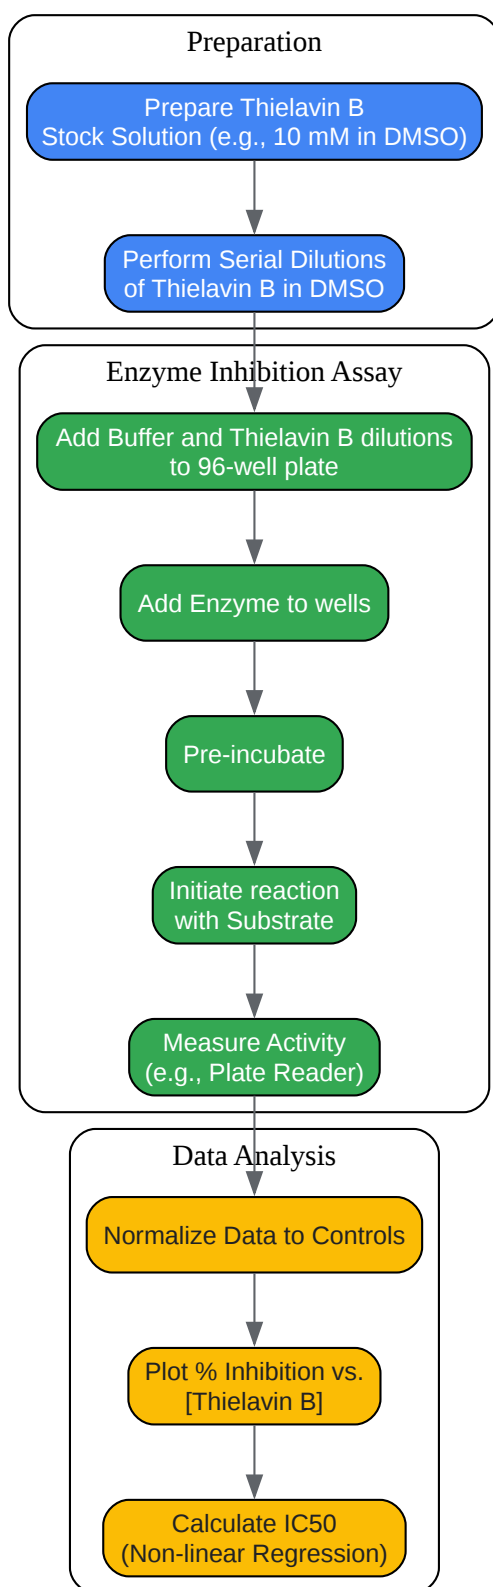 Preparation
Prepare Thielavin B
Stock Solution (e.g., 10 mM in DMSO)
Perform Serial Dilutions
of Thielavin B in DMSO
Enzyme Inhibition Assay
Add Buffer and Thielavin B dilutions
to 96-well plate
Add Enzyme to wells
Pre-incubate
Initiate reaction
with Substrate
Measure Activity
(e.g., Plate Reader)
Data Analysis
Normalize Data to Controls
Plot % Inhibition vs.
[Thielavin B]
Calculate IC50
(Non-linear Regression)